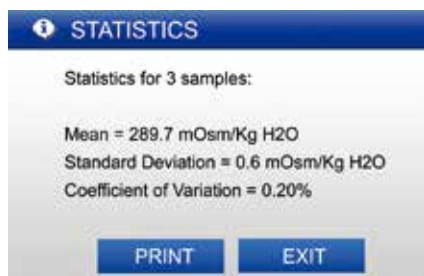 STATISTICS
Statistics for 3 samples:
Mean = 289.7 mOsm/Kg H2O
Standard Deviation = 0.6 mOsm/Kg H2O
Coefficient of Variation = 0.20%
PRINT EXIT